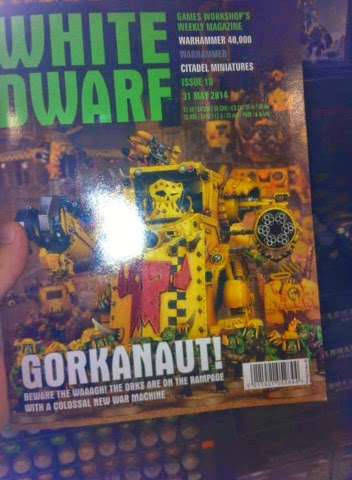 WHITE
DWARF
GAMES WORKSHOP'S
WEEKLY MAGAZINE
WARHAMMER 40,000
WARHAMMER
CITADEL MINIATURES
ISSUE 18
31 MAY 2014
GORKANAUT!
BEWARE THE WAAAGH! THE ORKS ARE ON THE RAMPAGE
WITH A COLOSSAL NEW WAR MACHINE